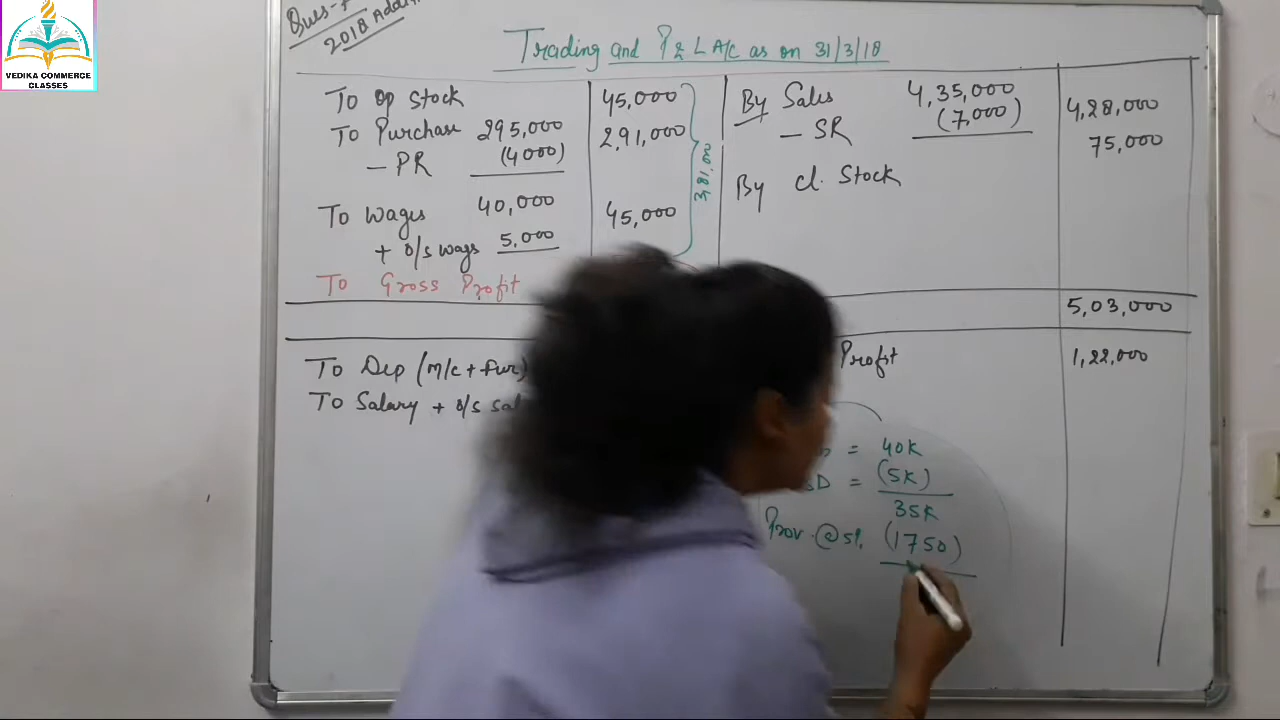 VEDIKA COMMERCE
CLASSES
Ques-
2018
Trading and P & L A/c as on 31/3/18
To op stock 45,000
To Purchase 295,000 2,91,000
- PR (4000)
To wages 40,000 45,000
+ o/s wages 5,000
To Gross Profit
3,81,000
By Sales 4,35,000 4,28,000
- SR (7,000)
By cl. Stock 75,000
5,03,000
To Dep (m/c + fur)
To Salary + o/s sal
Profit 1,22,000
= 40K
BD = (5K)
35K
Prov. @ 5%. (1750)